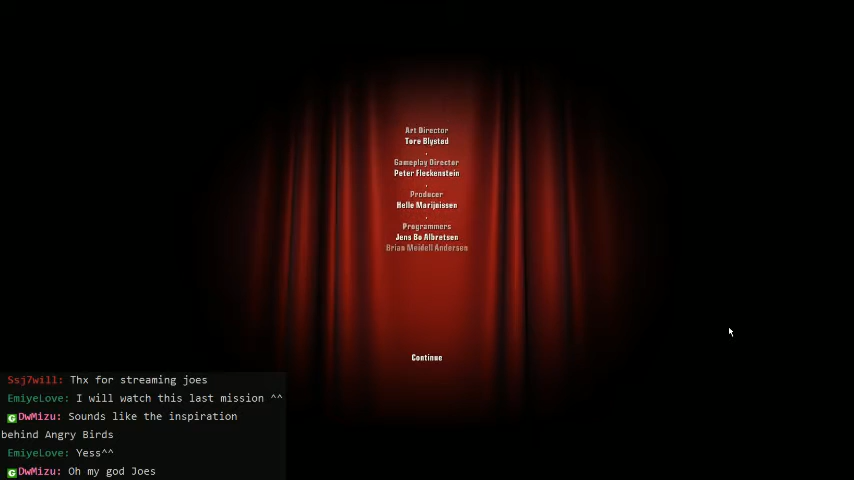 Art Director
Tore Blysted
.
Gameplay Director
Peter Fleckenstein
.
Producer
Helle Marijnissen
.
Programmers
Jens Bo Albretsen
Brian Meidell Andersen
Continue
Ssj7will: Thx for streaming joes
EmiyeLove: I will watch this last mission ^^
G DwMizu: Sounds like the inspiration
behind Angry Birds
EmiyeLove: Yess^^
G DwMizu: Oh my god Joes